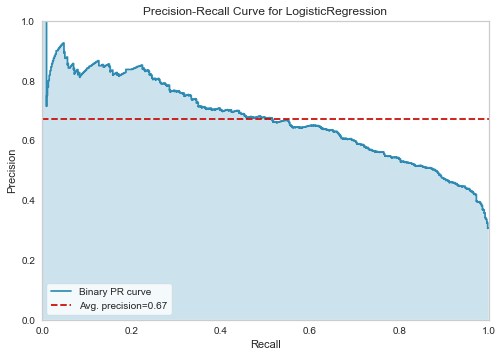 Precision-Recall Curve for LogisticRegression
1.0
0.8
0.6
0.4
0.2
0.0
Precision
Binary PR curve
Avg. precision=0.67
0.0 0.2 0.4 0.6 0.8 1.0
Recall